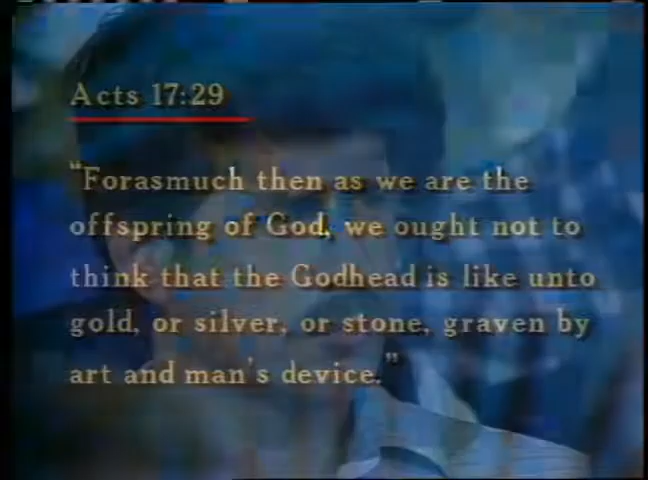 Acts 17:29
"Forasmuch then as we are the
offspring of God, we ought not to
think that the Godhead is like unto
gold, or silver, or stone, graven by
art and man's device."